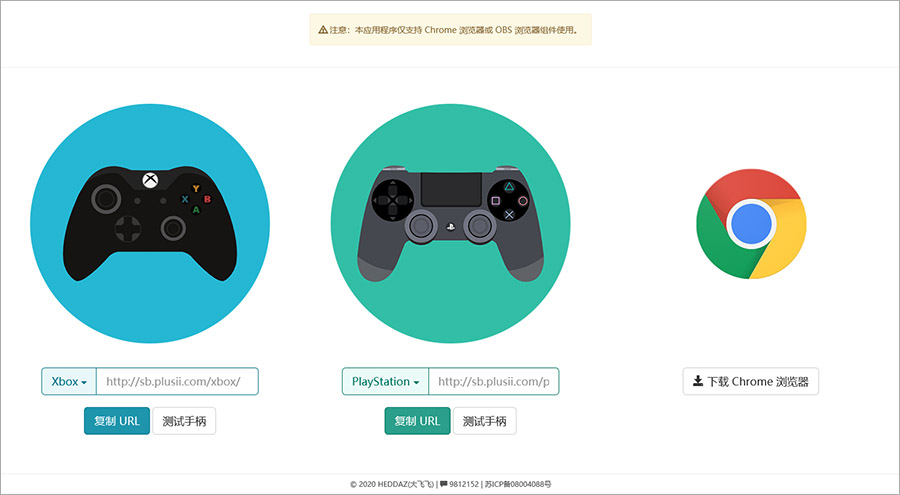 注意：本应用程序仅支持 Chrome 浏览器或 OBS 浏览器组件使用。
Y
X B
A
Xbox http://sb.plusii.com/xbox/
PlayStation http://sb.plusii.com/p
复制 URL 测试手柄
复制 URL 测试手柄
下载 Chrome 浏览器
© 2020 HEDDAZ(大飞飞) | 9812152 | 苏ICP备08004088号